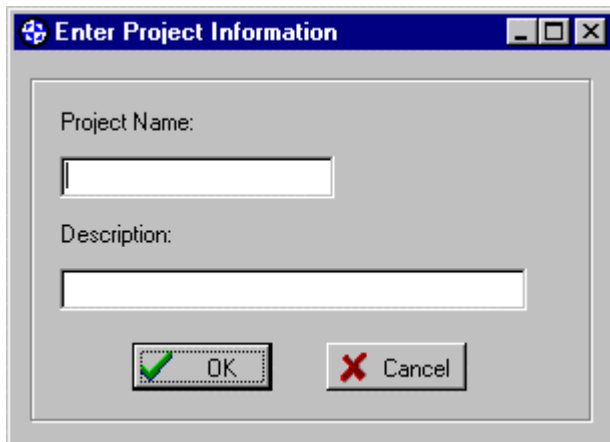 Enter Project Information
Project Name:
Description:
OK
Cancel